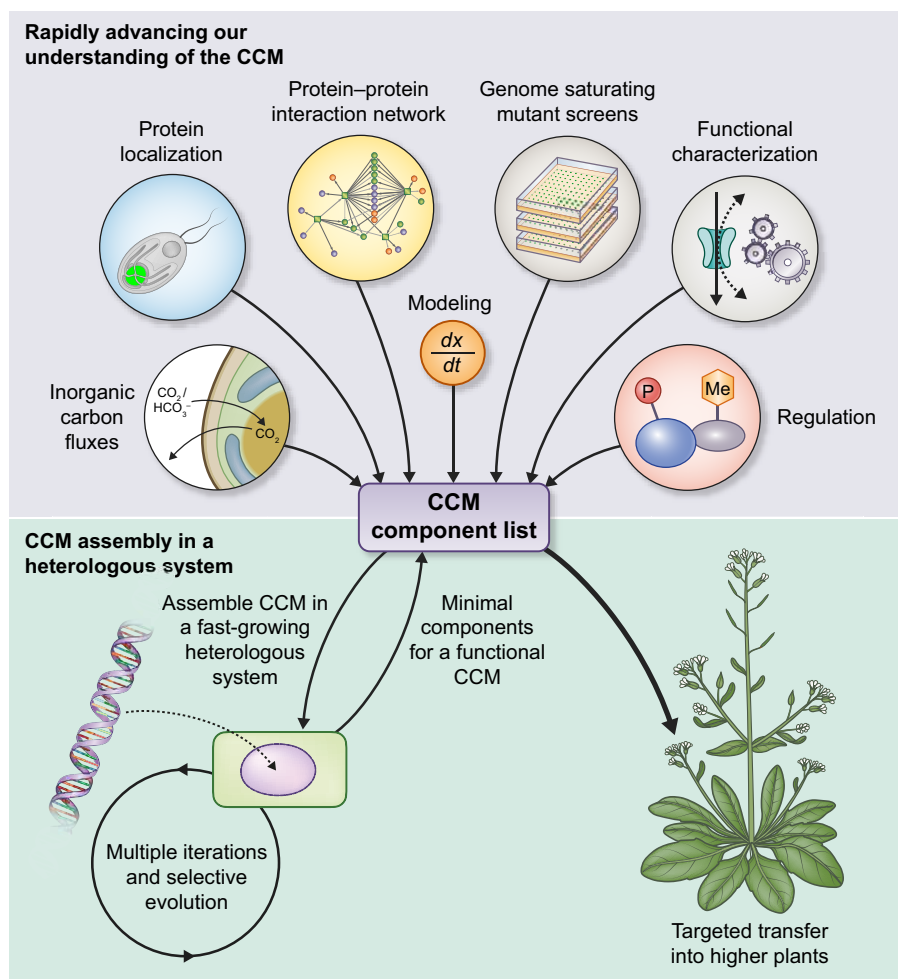 Rapidly advancing our
understanding of the CCM
Protein–protein
interaction network
Genome saturating
mutant screens
Protein
localization
Functional
characterization
Modeling
dx
dt
Inorganic
carbon
fluxes
CO₂/
HCO₃⁻
CO₂
P
Me
Regulation
CCM
component list
CCM assembly in a
heterologous system
Assemble CCM in
a fast-growing
heterologous
system
Minimal
components
for a functional
CCM
Multiple iterations
and selective
evolution
Targeted transfer
into higher plants